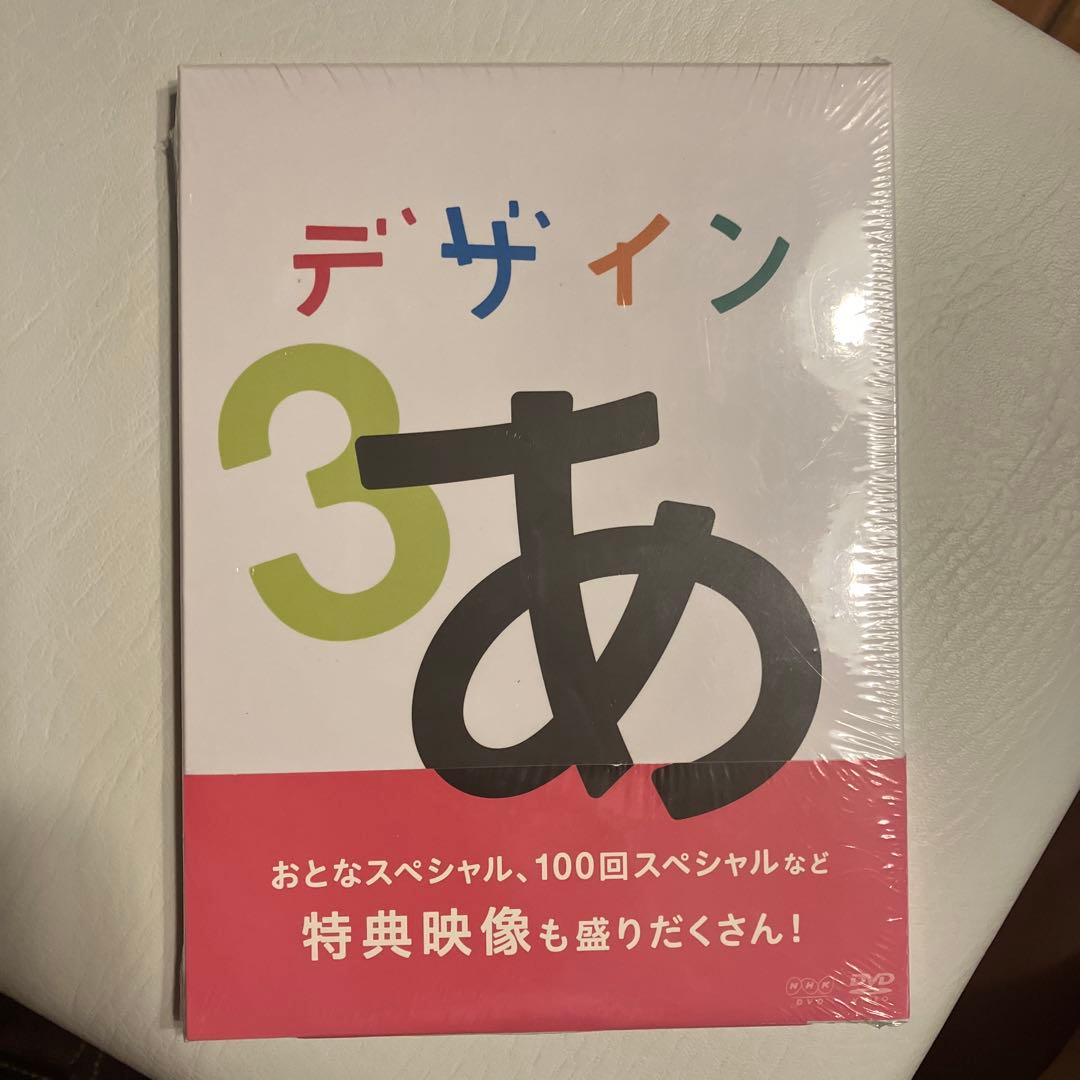 デザイン
3
あ
おとなスペシャル、100回スペシャルなど
特典映像も盛りだくさん!
NHK DVD
DVD